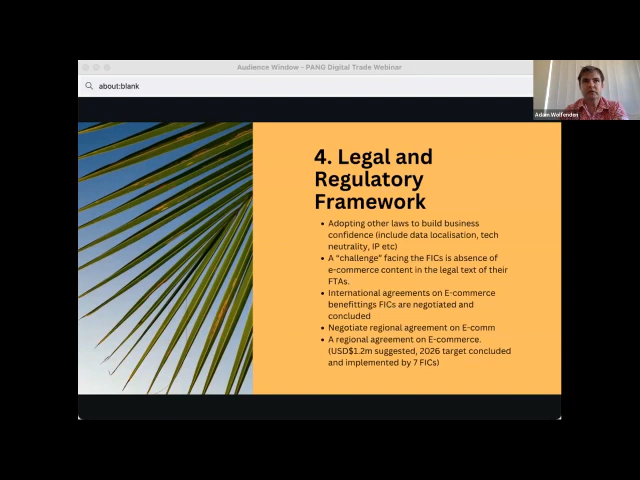 Audience Window - PANG Digital Trade Webinar
about:blank
Adam Wolfenden
4. Legal and
Regulatory
Framework
• Adopting other laws to build business
confidence (include data localisation, tech
neutrality, IP etc)
• A “challenge” facing the FICs is absence of
e-commerce content in the legal text of their
FTAs.
• International agreements on E-commerce
benefittings FICs are negotiated and
concluded
• Negotiate regional agreement on E-comm
• A regional agreement on E-commerce.
(USD$1.2m suggested, 2026 target concluded
and implemented by 7 FICs)